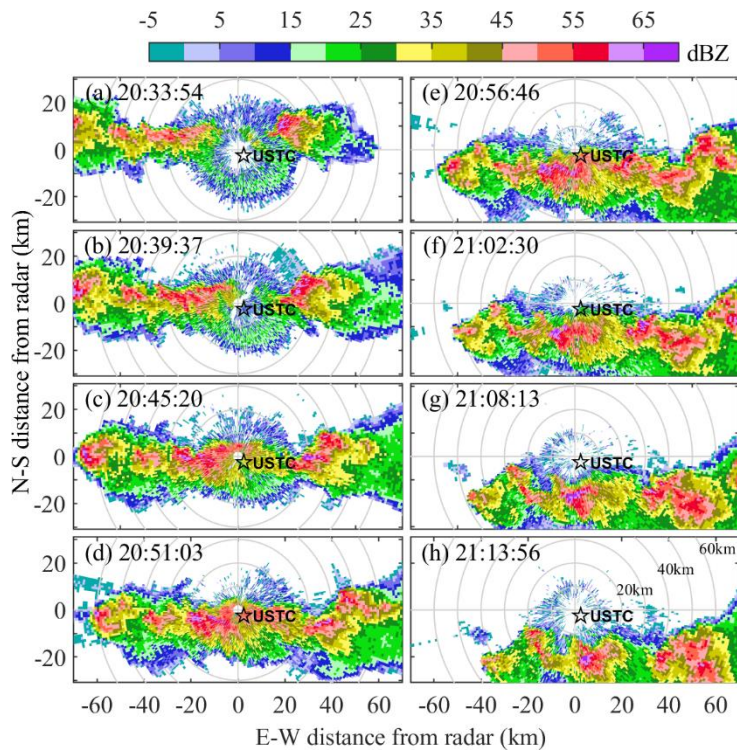 -5 5 15 25 35 45 55 65 dBZ
(a) 20:33:54
(e) 20:56:46
20
0
-20
USTC
USTC
(b) 20:39:37
(f) 21:02:30
20
0
-20
USTC
USTC
N-S distance from radar (km)
(c) 20:45:20
(g) 21:08:13
20
0
-20
USTC
USTC
(d) 20:51:03
(h) 21:13:56
60km
40km
20km
20
0
-20
USTC
USTC
-60 -40 -20 0 20 40 60 -60 -40 -20 0 20 40 60
E-W distance from radar (km)